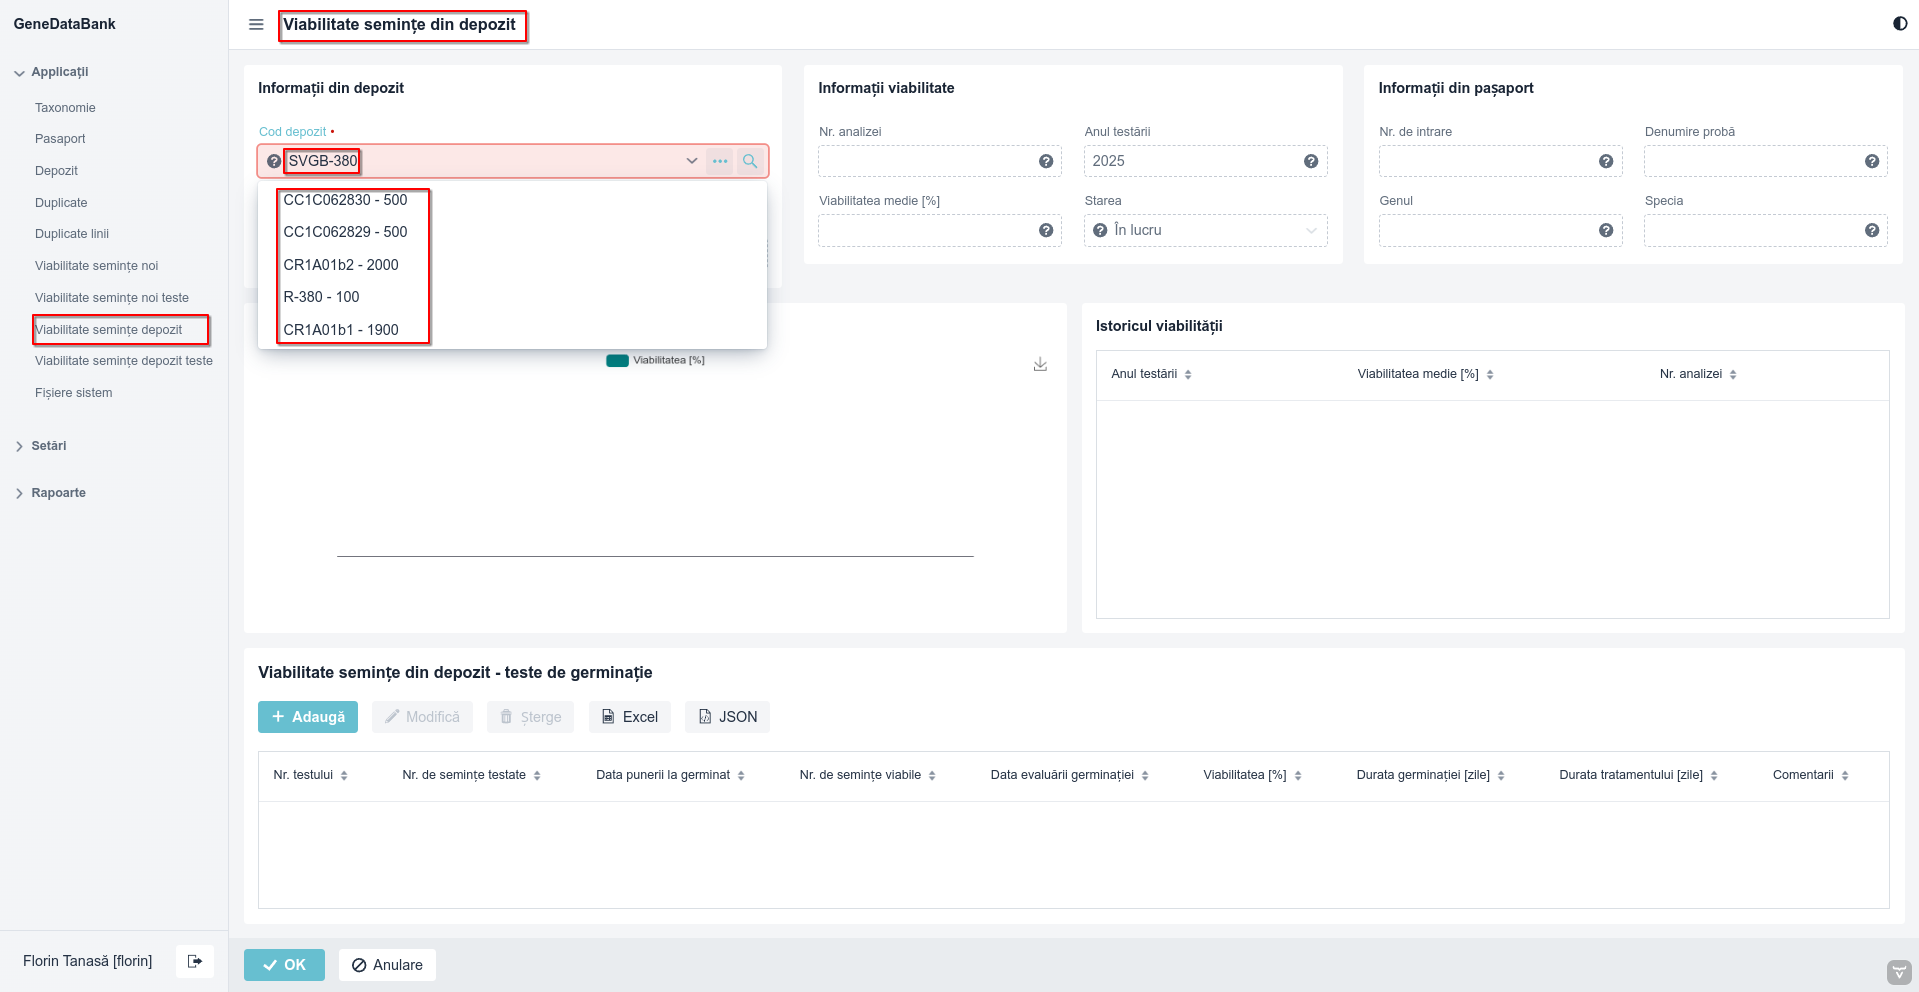 GeneDataBank
Viabilitate semințe din depozit
Applicații
Taxonomie
Pasaport
Depozit
Duplicate
Duplicate linii
Viabilitate semințe noi
Viabilitate semințe noi teste
Viabilitate semințe depozit
Viabilitate semințe depozit teste
Fișiere sistem
Setări
Rapoarte
Florin Tanasă [florin]
Informații din depozit
Cod depozit •
SVGB-380
CC1C062830 - 500
CC1C062829 - 500
CR1A01b2 - 2000
R-380 - 100
CR1A01b1 - 1900
Informații viabilitate
Nr. analizei
Anul testării
2025
Viabilitatea medie [%]
Starea
În lucru
Informații din pașaport
Nr. de intrare
Denumire probă
Genul
Specia
Viabilitatea [%]
Istoricul viabilității
Anul testării
Viabilitatea medie [%]
Nr. analizei
Viabilitate semințe din depozit - teste de germinație
Adaugă
Modifică
Șterge
Excel
JSON
Nr. testului
Nr. de semințe testate
Data punerii la germinat
Nr. de semințe viabile
Data evaluării germinației
Viabilitatea [%]
Durata germinației [zile]
Durata tratamentului [zile]
Comentarii
OK
Anulare